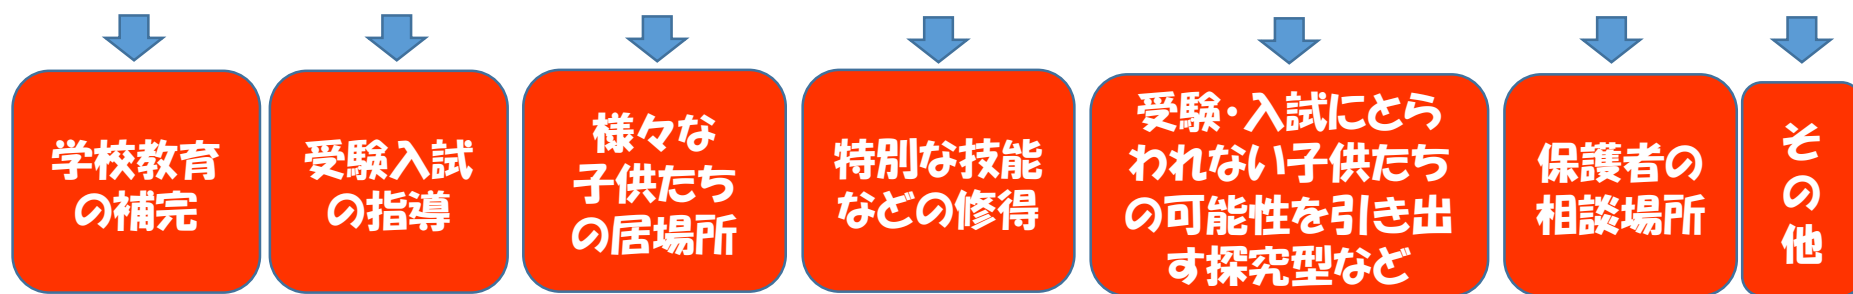 学校教育
の補完
受験入試
の指導
様々な
子供たち
の居場所
特別な技能
などの修得
受験・入試にとら
われない子供たち
の可能性を引き出
す探究型など
保護者の
相談場所
その他